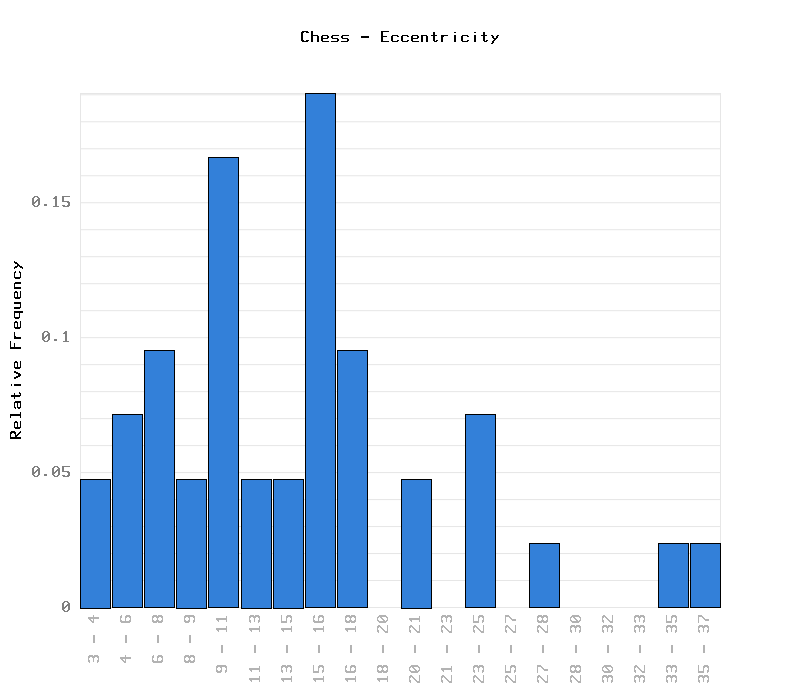 Chess - Eccentricity
Relative Frequency
0.15
0.1
0.05
0
3 - 4
4 - 6
6 - 8
8 - 9
9 - 11
11 - 13
13 - 15
15 - 16
16 - 18
18 - 20
20 - 21
21 - 23
23 - 25
25 - 27
27 - 28
28 - 30
30 - 32
32 - 33
33 - 35
35 - 37